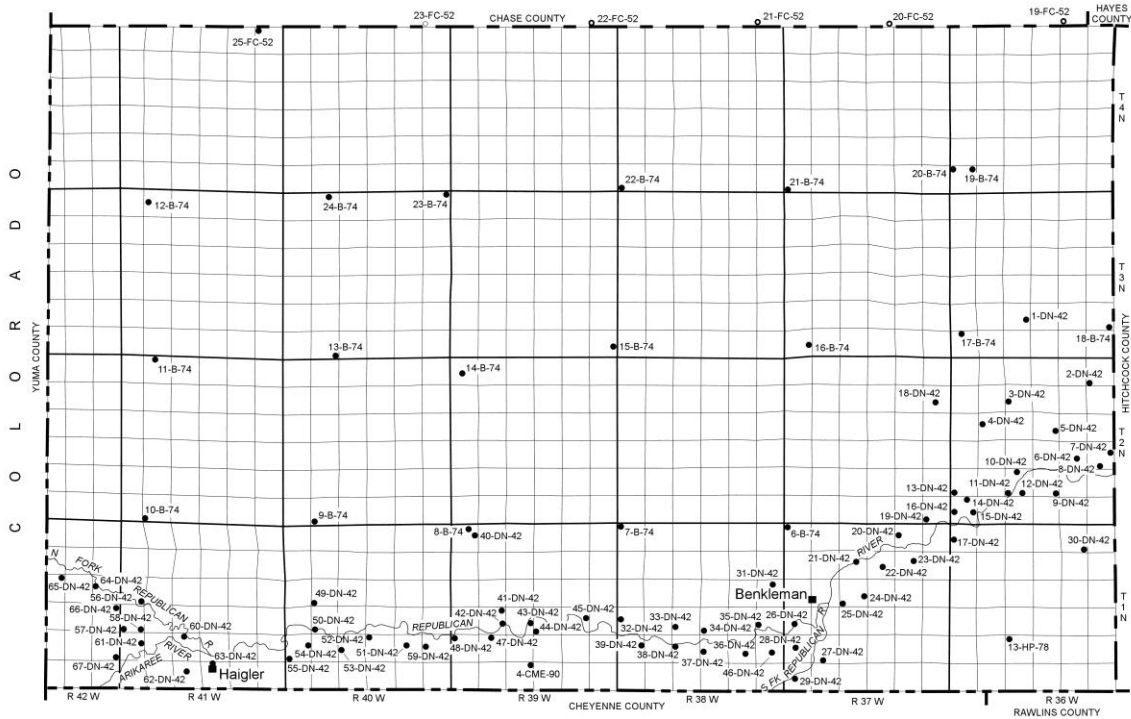 23-FC-52
CHASE COUNTY
22-FC-52
21-FC-52
20-FC-52
19-FC-52
HAYES
COUNTY
25-FC-52
T4N
20-B-74
19-B-74
12-B-74
24-B-74
23-B-74
22-B-74
21-B-74
COLORADO
YUMA COUNTY
T3N
HITCHCOCK COUNTY
1-DN-42
11-B-74
13-B-74
14-B-74
15-B-74
16-B-74
17-B-74
18-B-74
2-DN-42
18-DN-42
3-DN-42
4-DN-42
5-DN-42
T2N
7-DN-42
6-DN-42
8-DN-42
10-DN-42
13-DN-42
11-DN-42
12-DN-42
9-DN-42
14-DN-42
16-DN-42
15-DN-42
19-DN-42
10-B-74
9-B-74
8-B-74
40-DN-42
7-B-74
6-B-74
20-DN-42
17-DN-42
30-DN-42
N FORK REPUBLICAN R
RIVER
21-DN-42
23-DN-42
22-DN-42
65-DN-42
64-DN-42
56-DN-42
66-DN-42
31-DN-42
Benkleman
24-DN-42
25-DN-42
T1N
49-DN-42
41-DN-42
58-DN-42
57-DN-42
60-DN-42
50-DN-42
52-DN-42
REPUBLICAN
42-DN-42
43-DN-42
45-DN-42
44-DN-42
32-DN-42
33-DN-42
35-DN-42
26-DN-42
34-DN-42
61-DN-42
67-DN-42
ARIKAREE RIVER
63-DN-42
Haigler
62-DN-42
54-DN-42
55-DN-42
51-DN-42
53-DN-42
59-DN-42
48-DN-42
47-DN-42
4-CME-90
39-DN-42
38-DN-42
37-DN-42
36-DN-42
28-DN-42
46-DN-42
27-DN-42
29-DN-42
S FK REPUBLICAN R
13-HP-78
R 42 W
R 41 W
R 40 W
R 39 W
R 38 W
R 37 W
R 36 W
CHEYENNE COUNTY
RAWLINS COUNTY